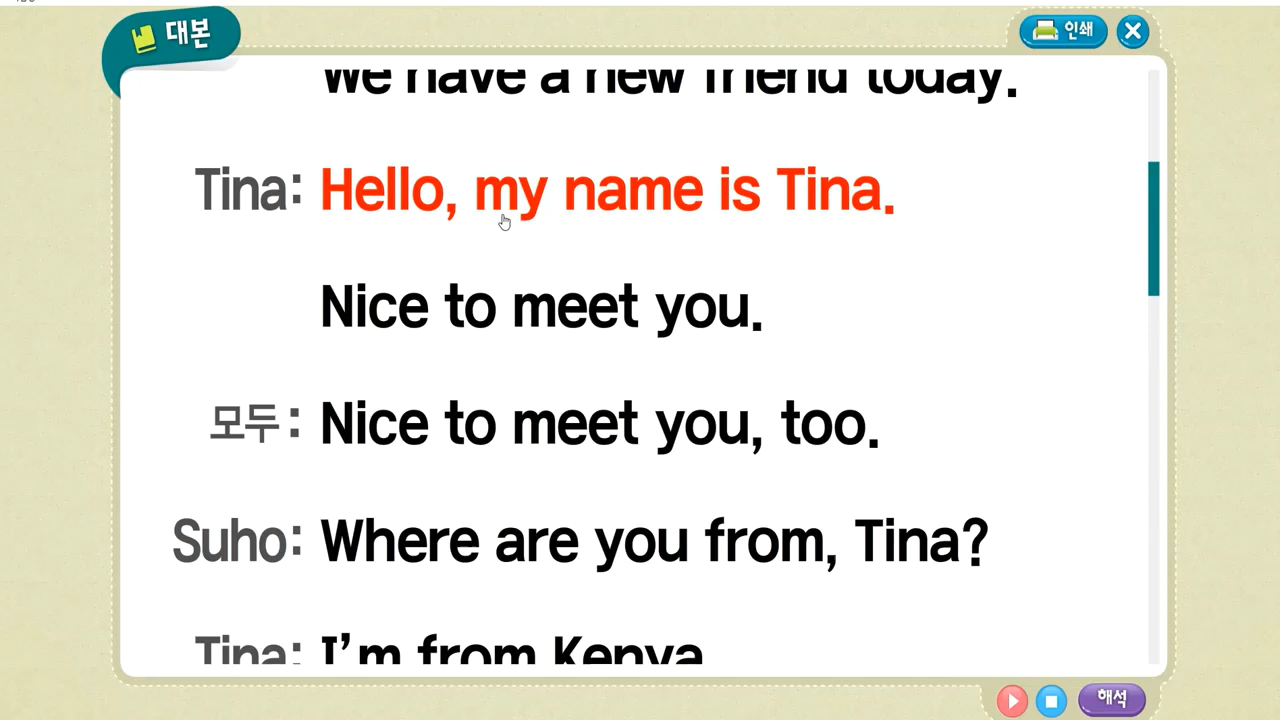 대본
인쇄
We have a new friend today.
Tina: Hello, my name is Tina.
Nice to meet you.
모두: Nice to meet you, too.
Suho: Where are you from, Tina?
Tina: I'm from Kenya
해석